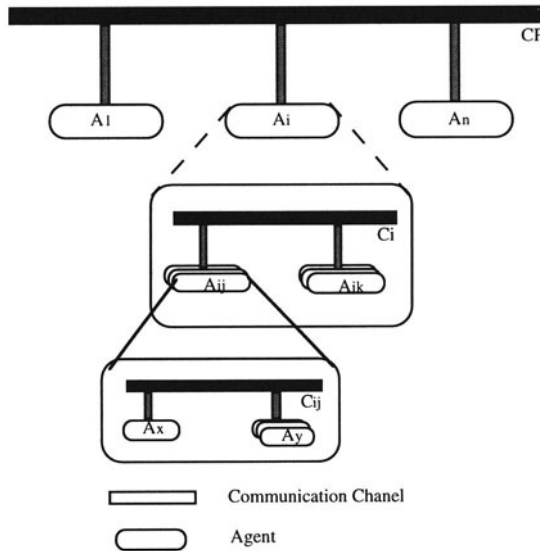 CP
A1
Ai
An
Ci
Aij
Aik
Cij
Ax
Ay
Communication Chanel
Agent